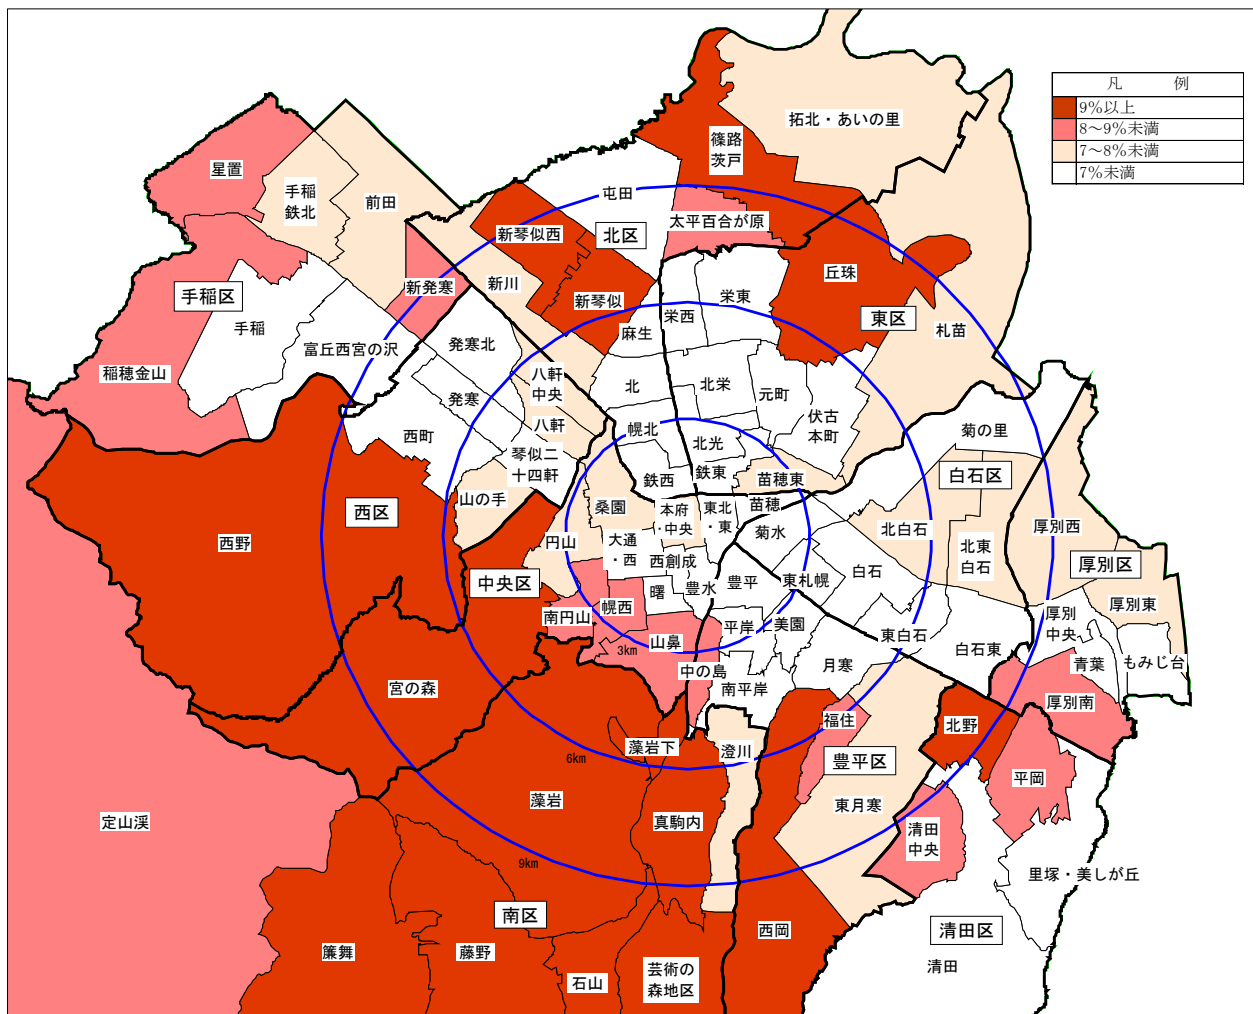 凡　　　例
9%以上
8～9%未満
7～8%未満
7%未満
拓北・あいの里
篠路
茨戸
星置
手稲
鉄北
前田
屯田
太平百合が原
新琴似西
北区
新発寒
新川
新琴似
丘珠
手稲区
手稲
栄東
栄西
麻生
東区
札苗
富丘西宮の沢
発寒北
稲穂金山
八軒
中央
北
北栄
元町
発寒
八軒
伏古
本町
西町
幌北
北光
菊の里
琴似二
十四軒
鉄西
鉄東
苗穂東
白石区
山の手
桑園
本府
・中央
東北
・東
苗穂
西区
北白石
厚別西
菊水
西野
円山
大通
・西
西創成
北東
白石
厚別区
中央区
曙
豊水
豊平
東札幌
白石
厚別東
南円山
幌西
厚別
中央
平岸
美園
東白石
山鼻
3km
白石東
もみじ台
青葉
中の島
月寒
宮の森
南平岸
厚別南
福住
北野
藻岩下
澄川
6km
豊平区
平岡
藻岩
東月寒
定山渓
真駒内
清田
中央
9km
里塚・美しが丘
南区
西岡
清田区
簾舞
藤野
清田
石山
芸術の
森地区